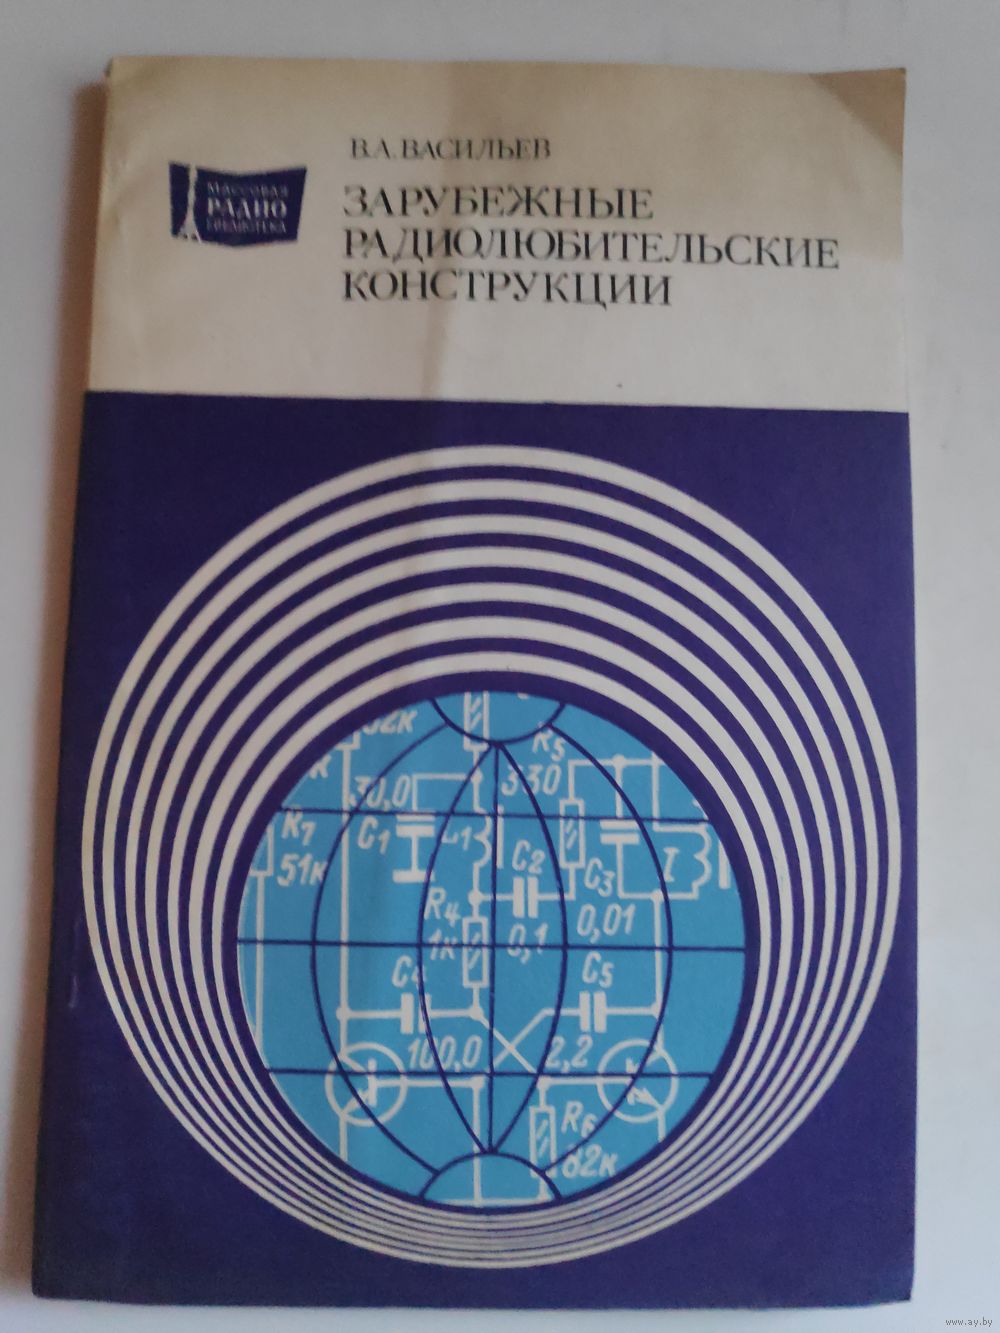 В.А.ВАСИЛЬЕВ
МАССОВАЯ
РАДИО
БИБЛИОТЕКА
ЗАРУБЕЖНЫЕ
РАДИОЛЮБИТЕЛЬСКИЕ
КОНСТРУКЦИИ
R5
330
30,0
C1
R7
51к
C2
0,1
C3
0,01
R4
1к
C5
100,0
2,2
R6
82к
www.ay.by